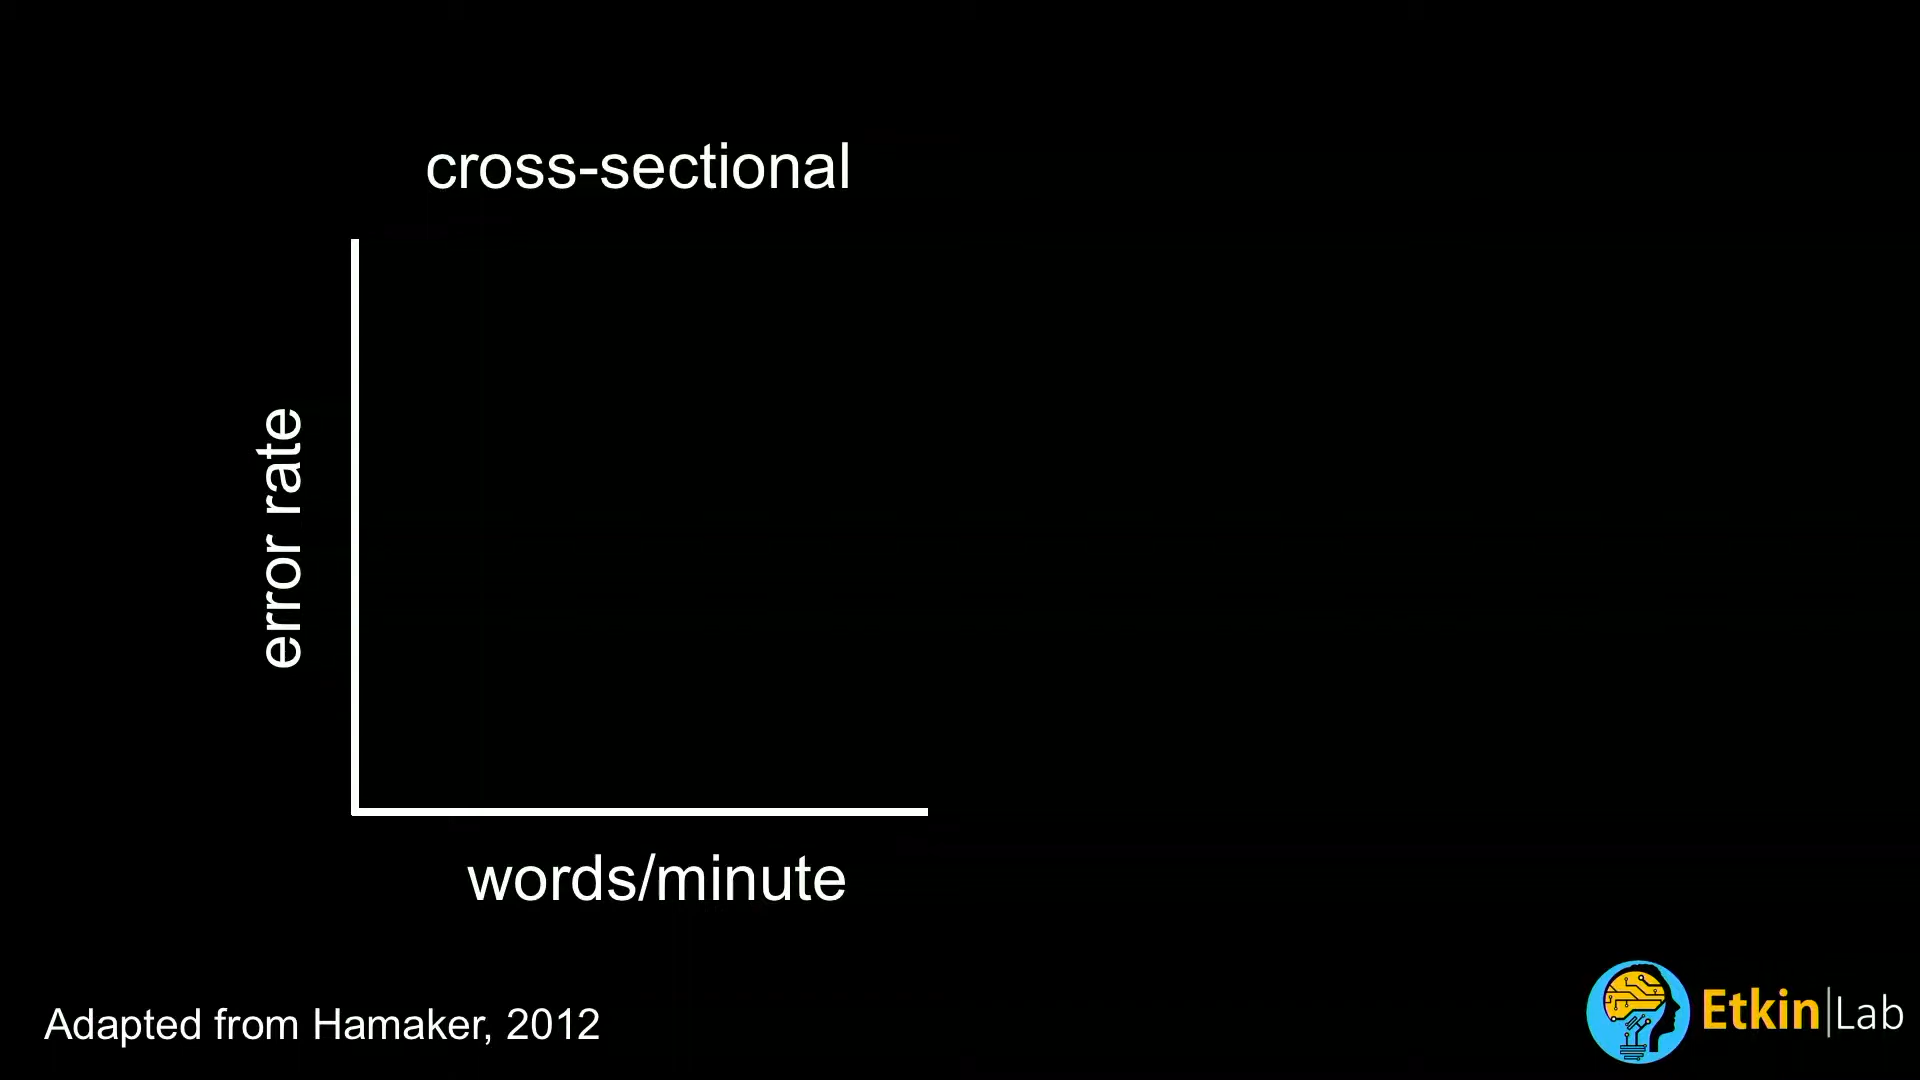 cross-sectional
error rate
words/minute
Adapted from Hamaker, 2012
Etkin|Lab